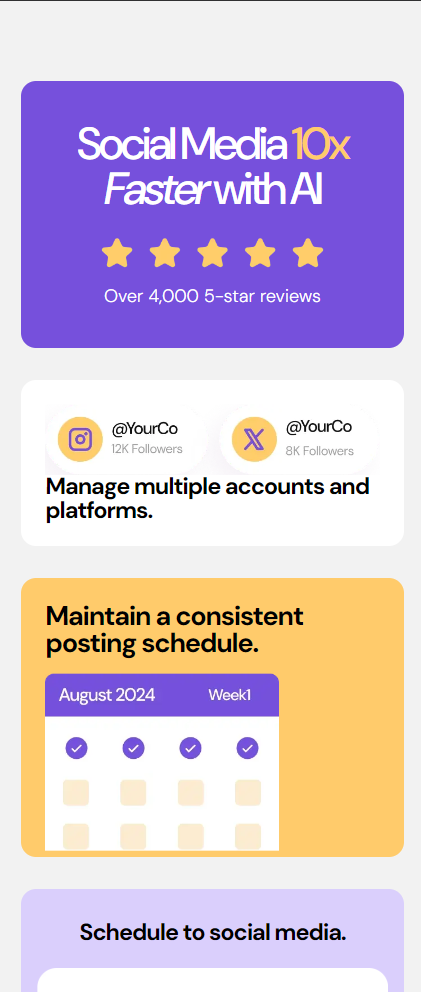 Social Media 10x
Faster with AI
Over 4,000 5-star reviews
@YourCo
12K Followers
@YourCo
8K Followers
Manage multiple accounts and
platforms.
Maintain a consistent
posting schedule.
August 2024 Week1
Schedule to social media.